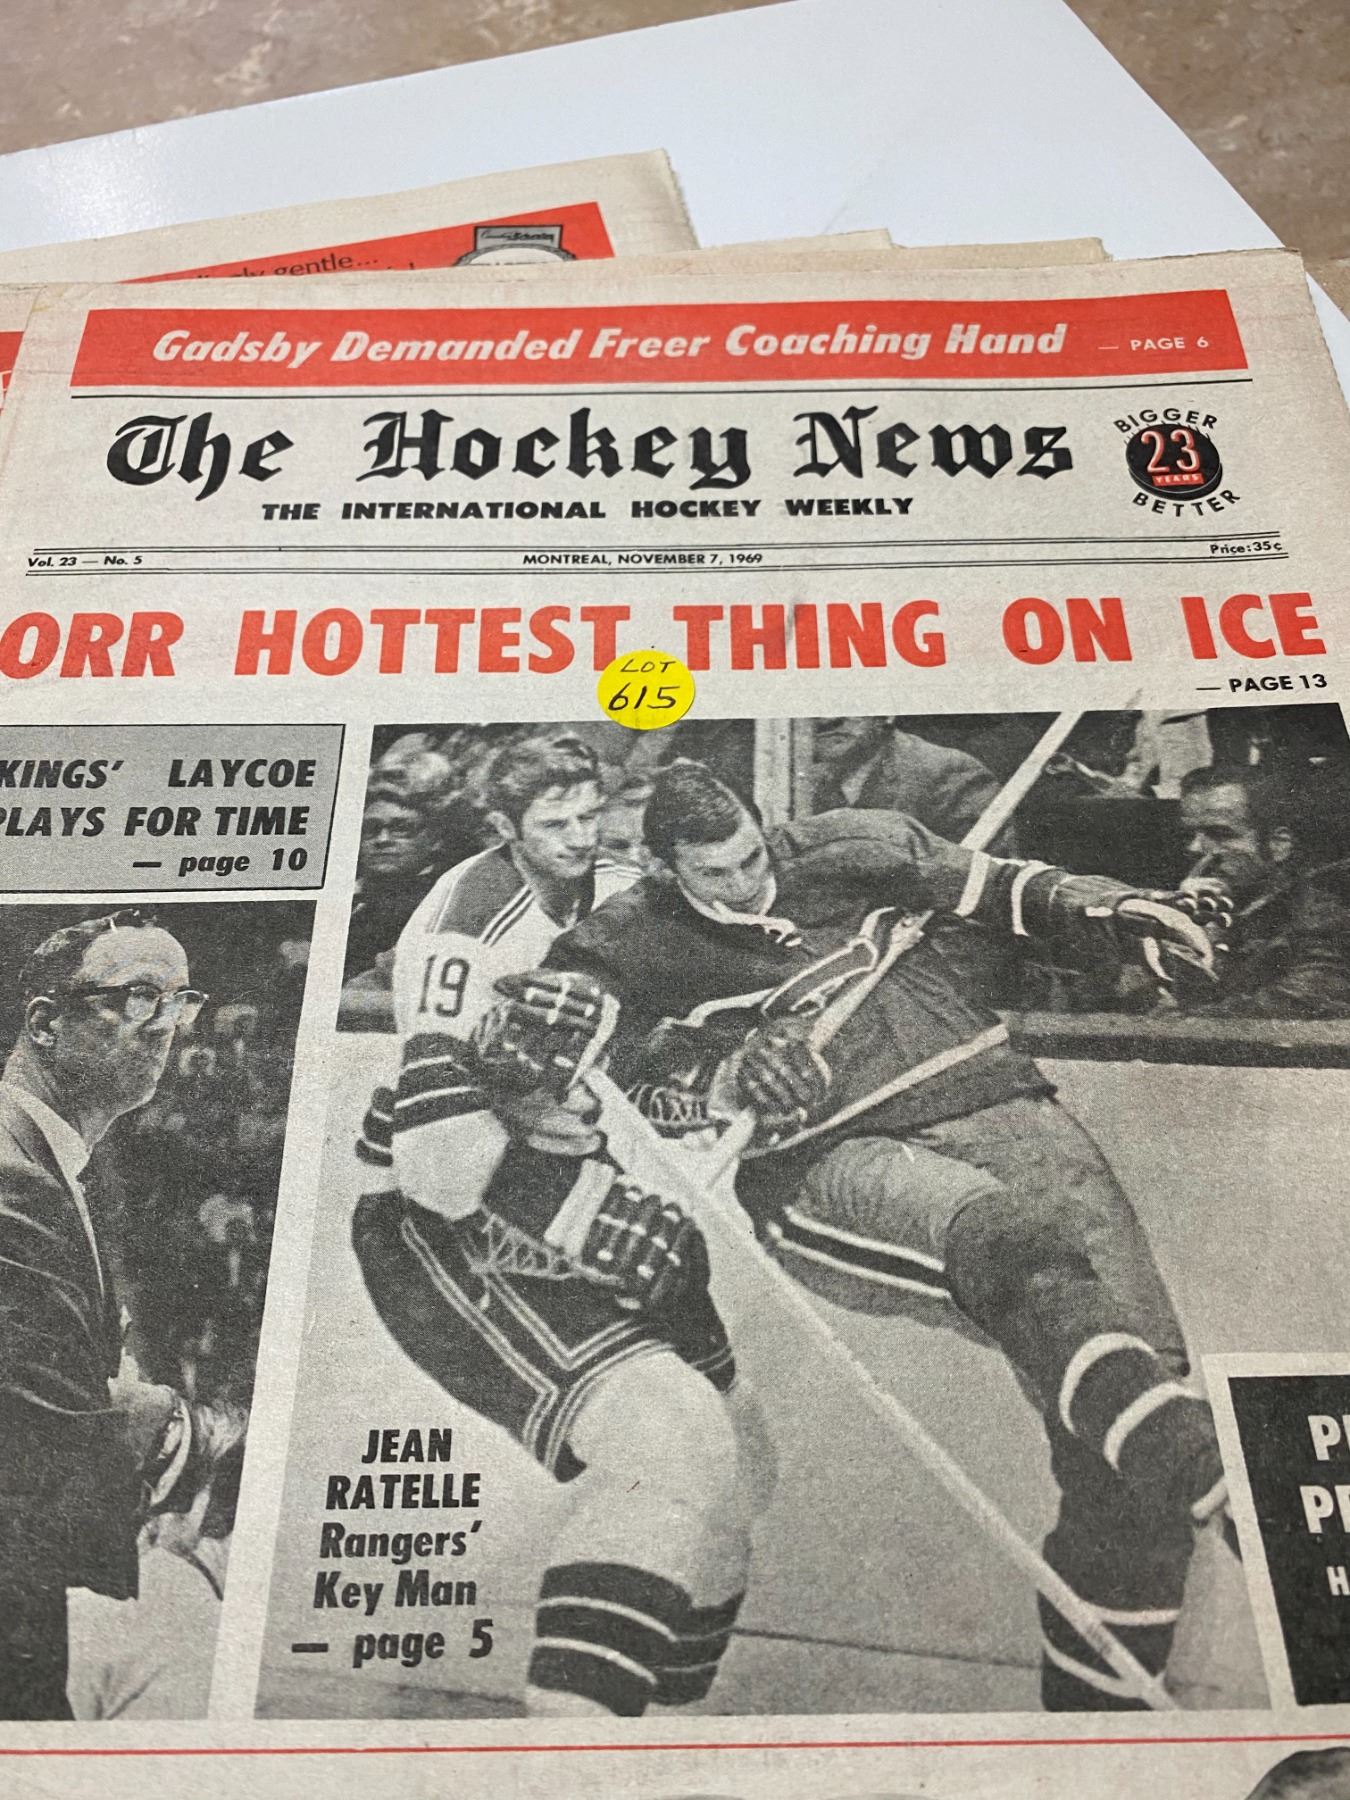 gentle...
Gadsby Demanded Freer Coaching Hand — PAGE 6
The Hockey News
THE INTERNATIONAL HOCKEY WEEKLY
BIGGER
23
YEARS
BETTER
Vol. 23 — No. 5
MONTREAL, NOVEMBER 7, 1969
Price: 35¢
ORR HOTTEST THING ON ICE
— PAGE 13
LOT
615
KINGS' LAYCOE
PLAYS FOR TIME
— page 10
19
JEAN
RATELLE
Rangers'
Key Man
— page 5